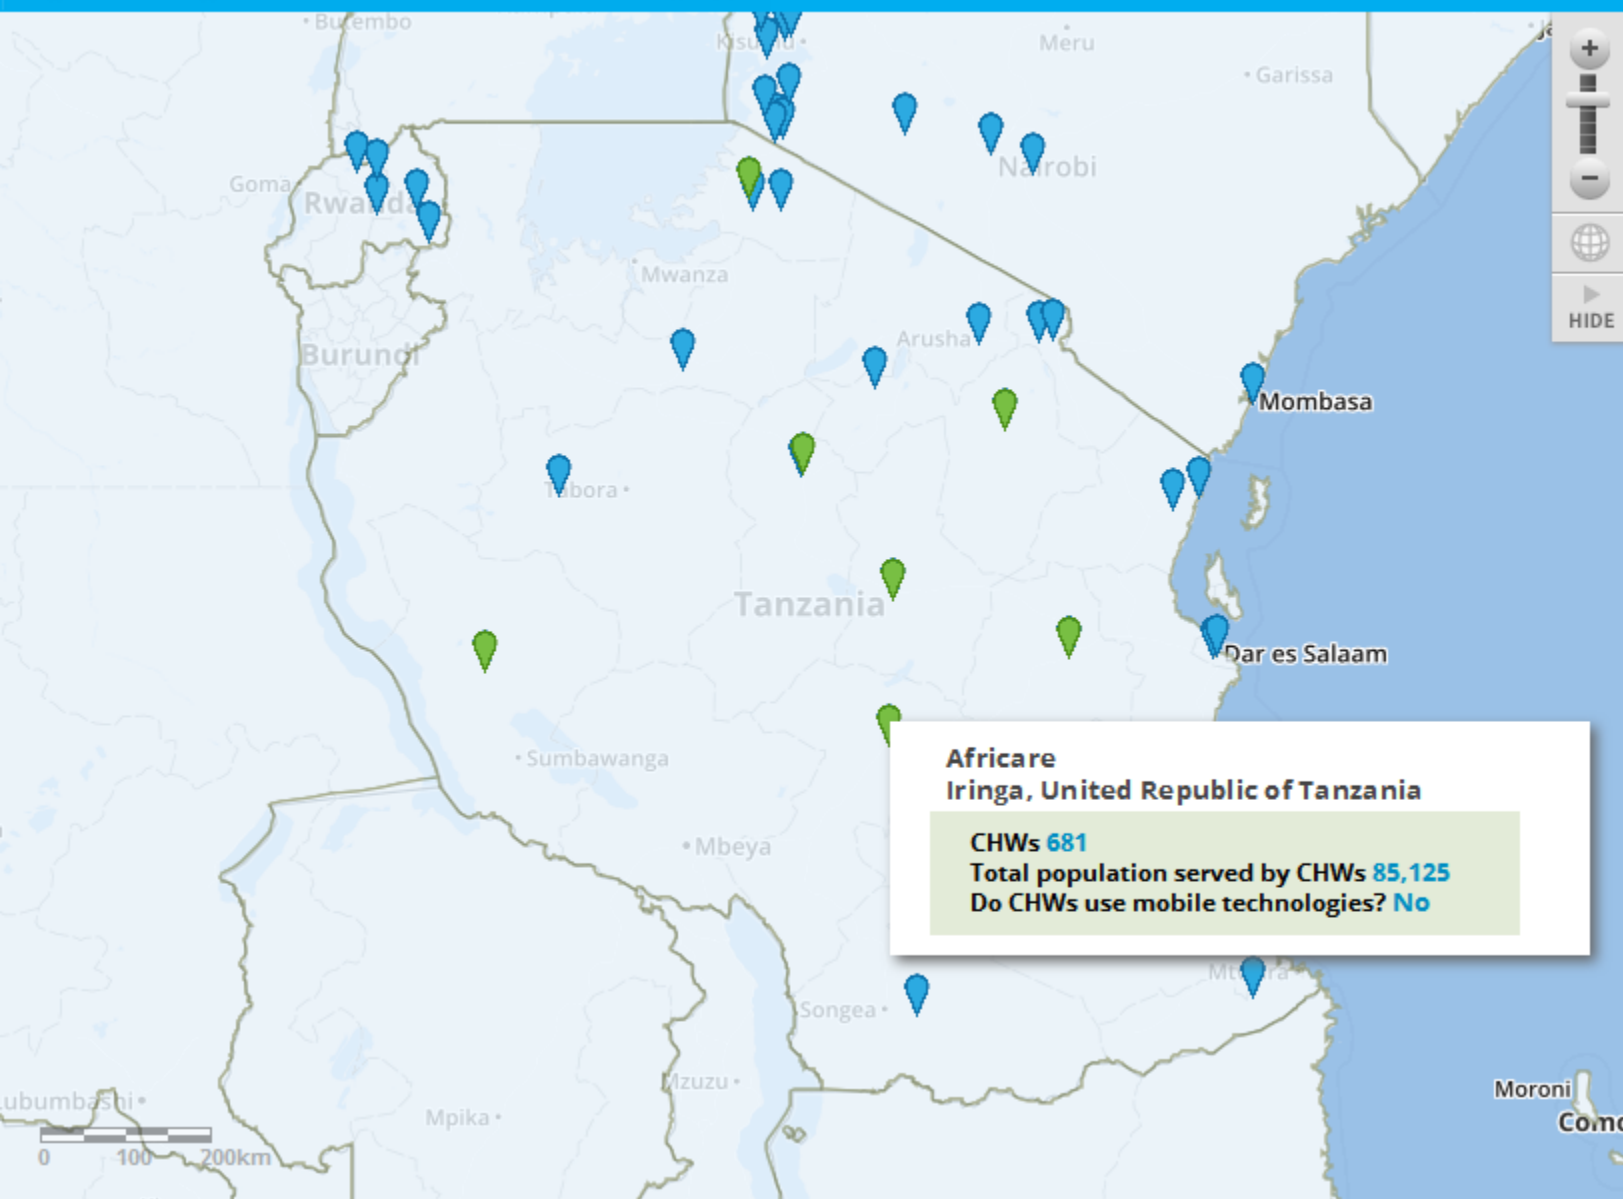 Butembo
Kisumu
Meru
Garissa
Nairobi
Goma
Rwanda
Mwanza
Burundi
Arusha
HIDE
Mombasa
Tabora
Tanzania
Dar es Salaam
Sumbawanga
Africare
Iringa, United Republic of Tanzania
CHWs 681
Total population served by CHWs 85,125
Do CHWs use mobile technologies? No
Mbeya
Songea
Mzuzu
Moroni
Mpika
0 100 200km